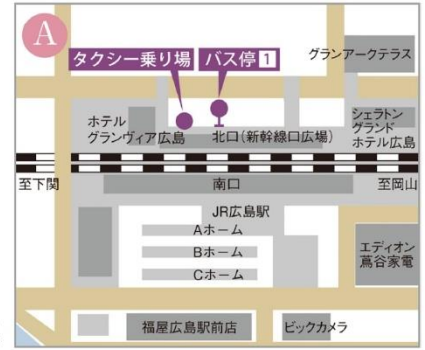 A
タクシー乗り場
バス停 1
グランアークテラス
ホテル
グランヴィア広島
北口(新幹線口広場)
シェラトン
グランド
ホテル広島
至下関
南口
至岡山
JR広島駅
Aホーム
Bホーム
Cホーム
エディオン
蔦谷家電
福屋広島駅前店
ビックカメラ